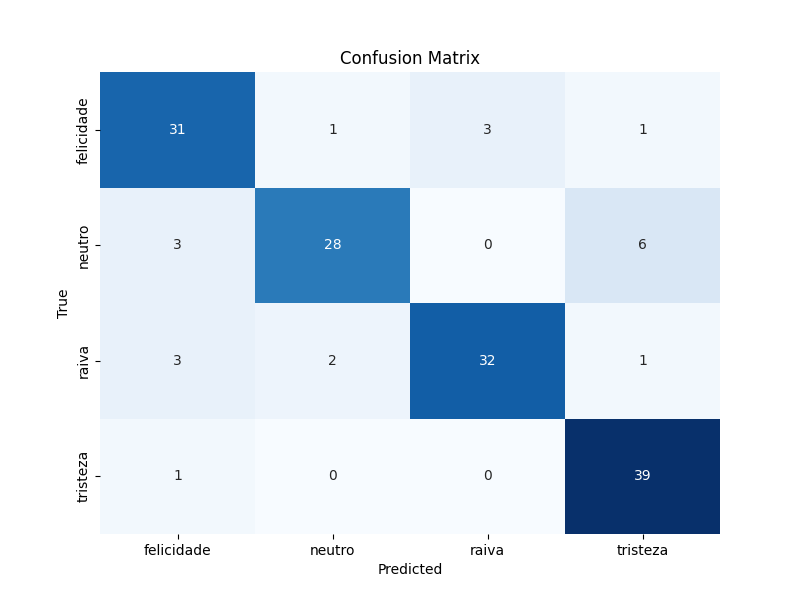 Confusion Matrix
felicidade 31 1 3 1
neutro 3 28 0 6
raiva 3 2 32 1
tristeza 1 0 0 39
True
felicidade neutro raiva tristeza
Predicted